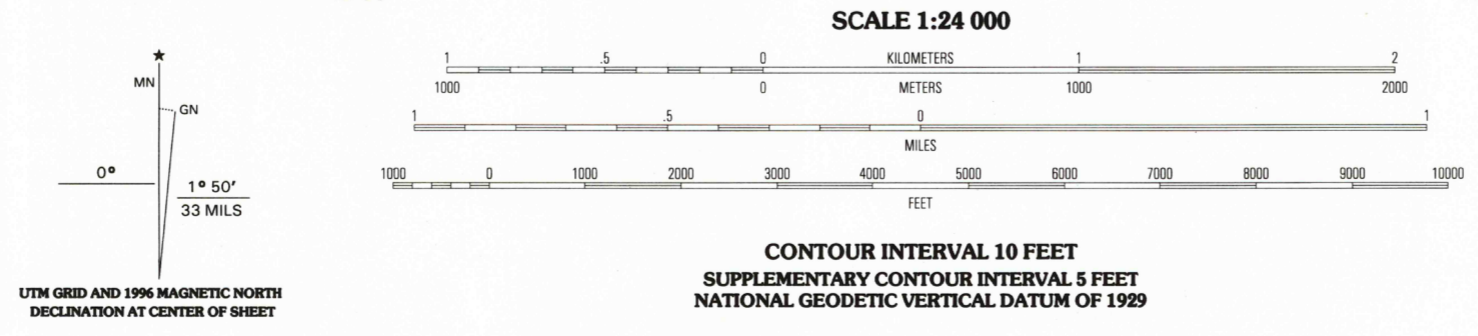 SCALE 1:24 000
1 .5 0 KILOMETERS 1 2
1000 0 METERS 1000 2000
1 .5 0 1
MILES
1000 0 1000 2000 3000 4000 5000 6000 7000 8000 9000 10000
FEET
★
MN
GN
0°
1° 50′
33 MILS
UTM GRID AND 1996 MAGNETIC NORTH
DECLINATION AT CENTER OF SHEET
CONTOUR INTERVAL 10 FEET
SUPPLEMENTARY CONTOUR INTERVAL 5 FEET
NATIONAL GEODETIC VERTICAL DATUM OF 1929